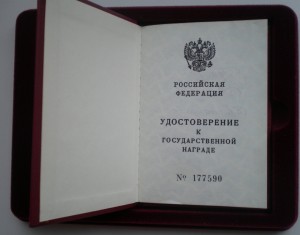 РОССИЙСКАЯ
ФЕДЕРАЦИЯ
УДОСТОВЕРЕНИЕ
К
ГОСУДАРСТВЕННОЙ
НАГРАДЕ
№ 177590